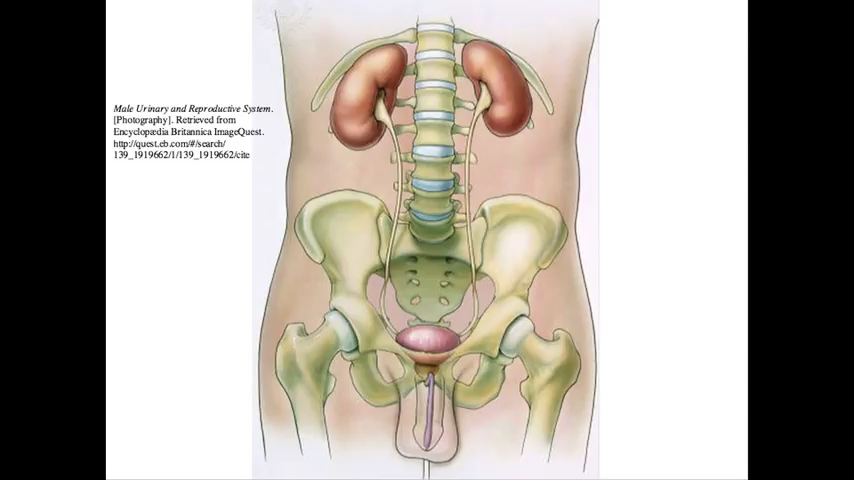 Male Urinary and Reproductive System.
[Photography]. Retrieved from
Encyclopædia Britannica ImageQuest.
http://quest.eb.com/#/search/
139_1919662/1/139_1919662/cite